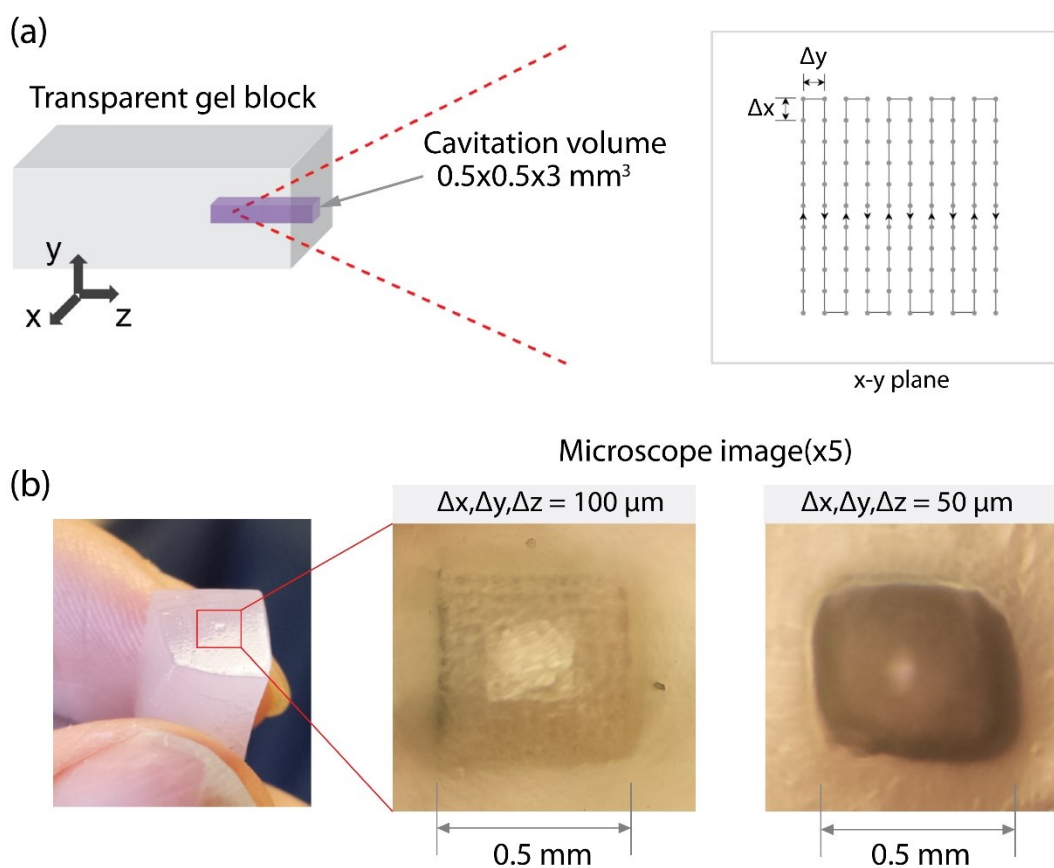 (a)
Transparent gel block
Cavitation volume
0.5x0.5x3 mm³
y
x
z
Δy
Δx
x-y plane
Microscope image(x5)
(b)
Δx,Δy,Δz = 100 μm
Δx,Δy,Δz = 50 μm
0.5 mm
0.5 mm